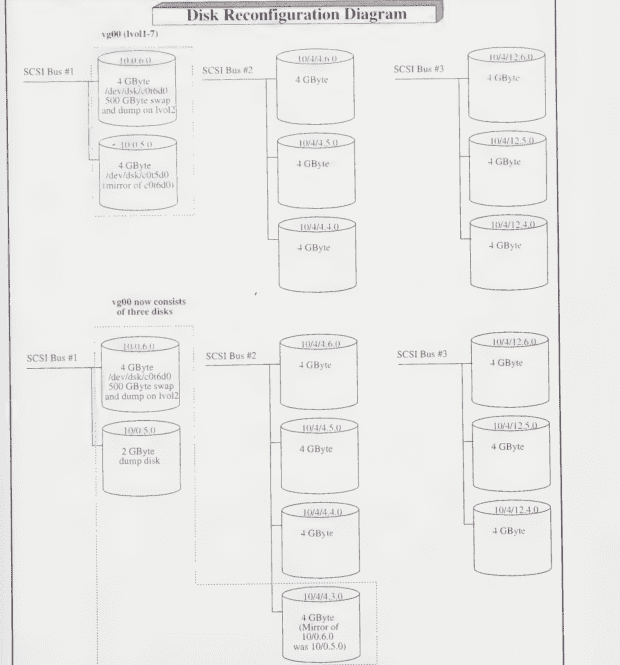 Disk Reconfiguration Diagram
vg00 (lvol1-7)
SCSI Bus #1
10/0.6.0
4 GByte
/dev/dsk/c0t6d0
500 GByte swap
and dump on lvol2
10/0.5.0
4 GByte
/dev/dsk/c0t5d0
(mirror of c0t6d0)
SCSI Bus #2
10/4/4.6.0
4 GByte
10/4/4.5.0
4 GByte
10/4/4.4.0
4 GByte
SCSI Bus #3
10/4/12.6.0
4 GByte
10/4/12.5.0
4 GByte
10/4/12.4.0
4 GByte
vg00 now consists
of three disks
SCSI Bus #1
10/0.6.0
4 GByte
/dev/dsk/c0t6d0
500 GByte swap
and dump on lvol2
10/0.5.0
2 GByte
dump disk
SCSI Bus #2
10/4/4.6.0
4 GByte
10/4/4.5.0
4 GByte
10/4/4.4.0
4 GByte
10/4/4.3.0
4 GByte
(Mirror of
10/0.6.0
was 10/0.5.0)
SCSI Bus #3
10/4/12.6.0
4 GByte
10/4/12.5.0
4 GByte
10/4/12.4.0
4 GByte